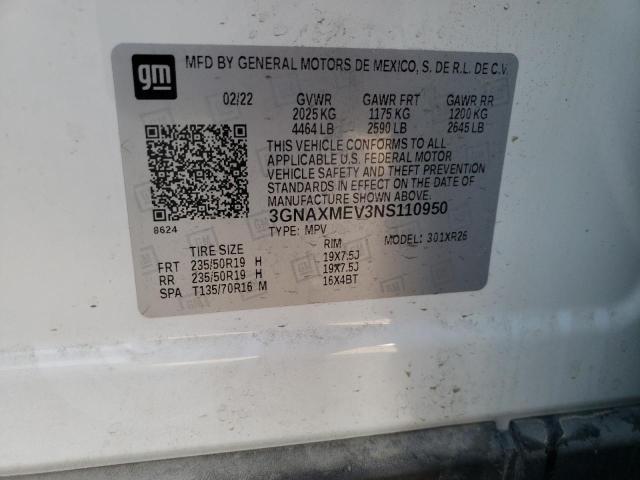 gm
MFD BY GENERAL MOTORS DE MEXICO, S. DE R.L. DE C.V.
02/22 GVWR GAWR FRT GAWR RR
2025 KG 1175 KG 1200 KG
4464 LB 2590 LB 2645 LB
THIS VEHICLE CONFORMS TO ALL
APPLICABLE U.S. FEDERAL MOTOR
VEHICLE SAFETY AND THEFT PREVENTION
STANDARDS IN EFFECT ON THE DATE OF
MANUFACTURE SHOWN ABOVE.
8624
3GNAXMEV3NS110950
TYPE: MPV MODEL: 301XR26
TIRE SIZE RIM
FRT 235/50R19 H 19X7.5J
RR 235/50R19 H 19X7.5J
SPA T135/70R16 M 16X4BT